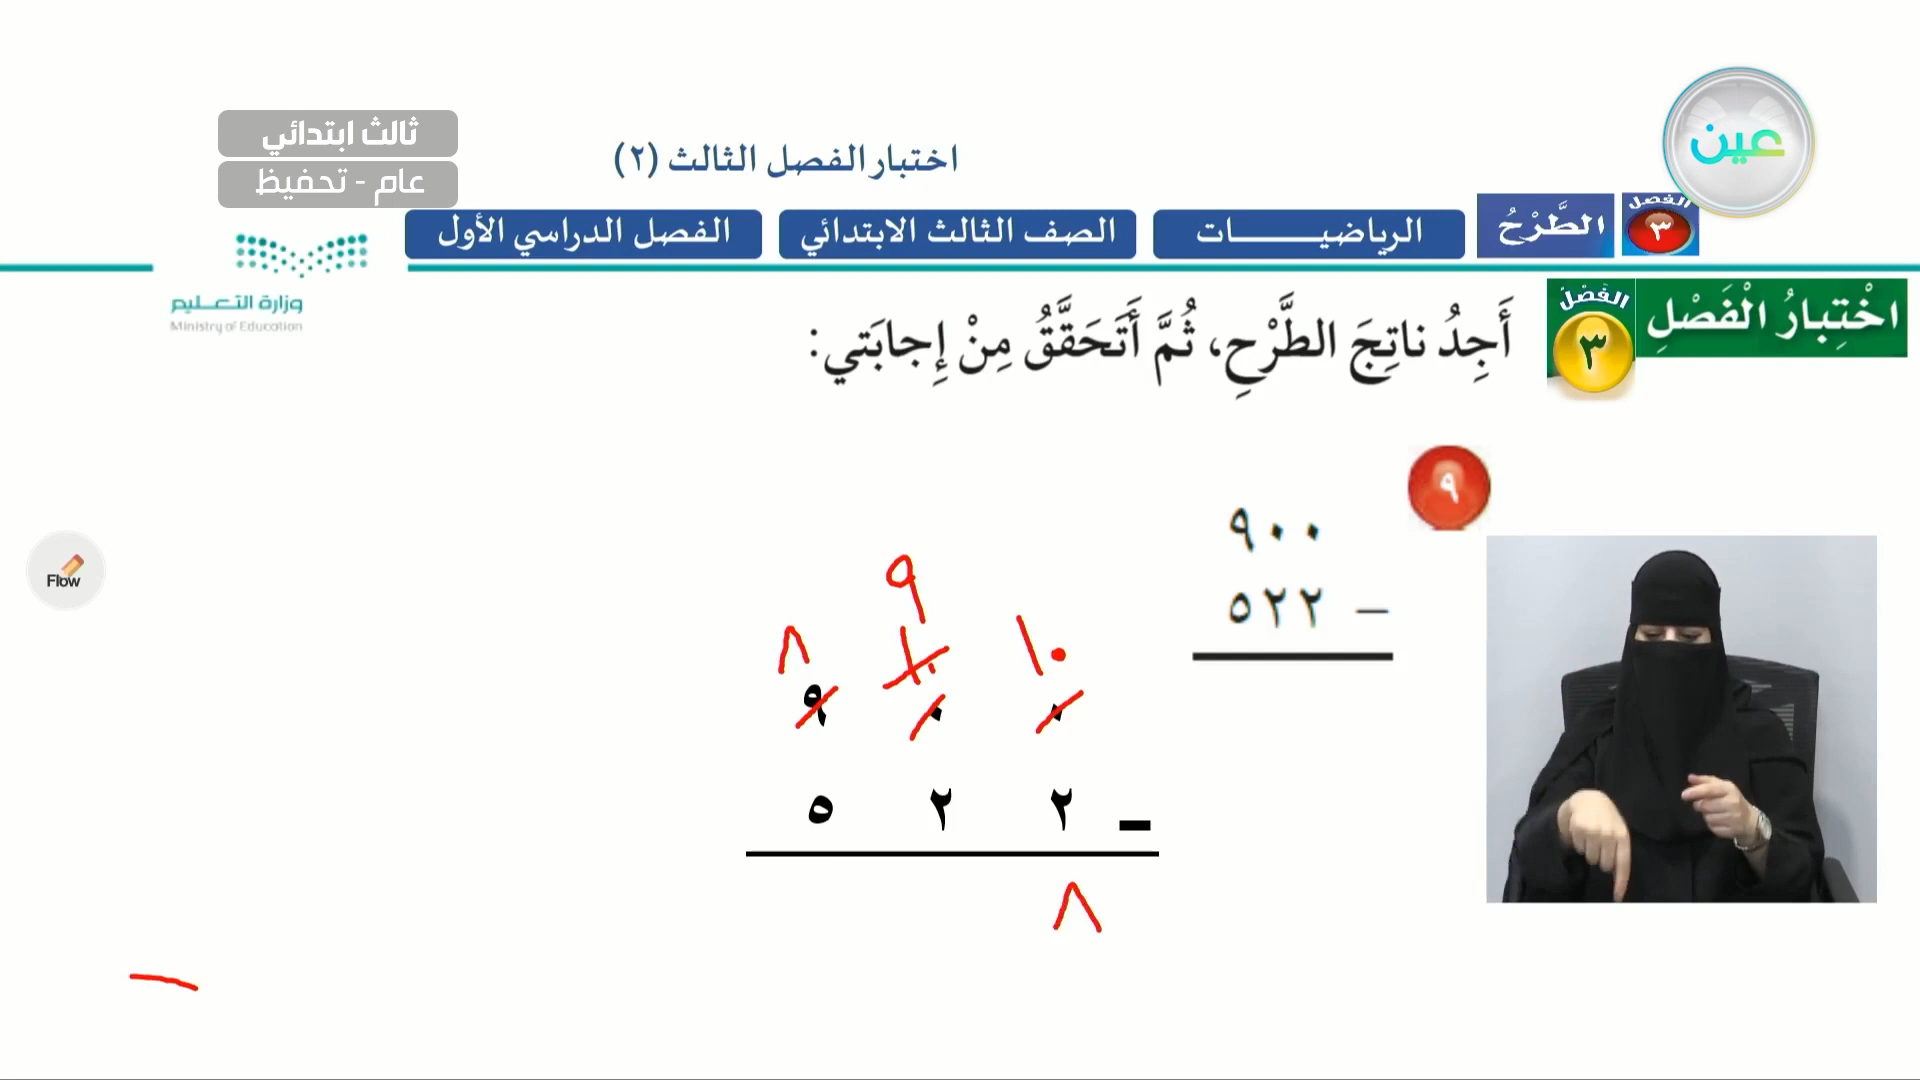 ثالث ابتدائي
عام - تحفيظ
عين
اختبار الفصل الثالث (٢)
الفصل ٣
الطَّرْحُ
الرياضيـــــات
الصف الثالث الابتدائي
الفصل الدراسي الأول
وزارة التعـــليم
Ministry of Education
اخْتِبارُ الْفَصْلِ
الفَصْلُ ٣
أَجِدُ ناتِجَ الطَّرْحِ، ثُمَّ أَتَحَقَّقُ مِنْ إِجابَتي:
٩
٩٠٠
٥٢٢ −
Flow
٩
٨ ١٠ ١٠
٩ ٠ ٠
٥ ٢ ٢ -
٨